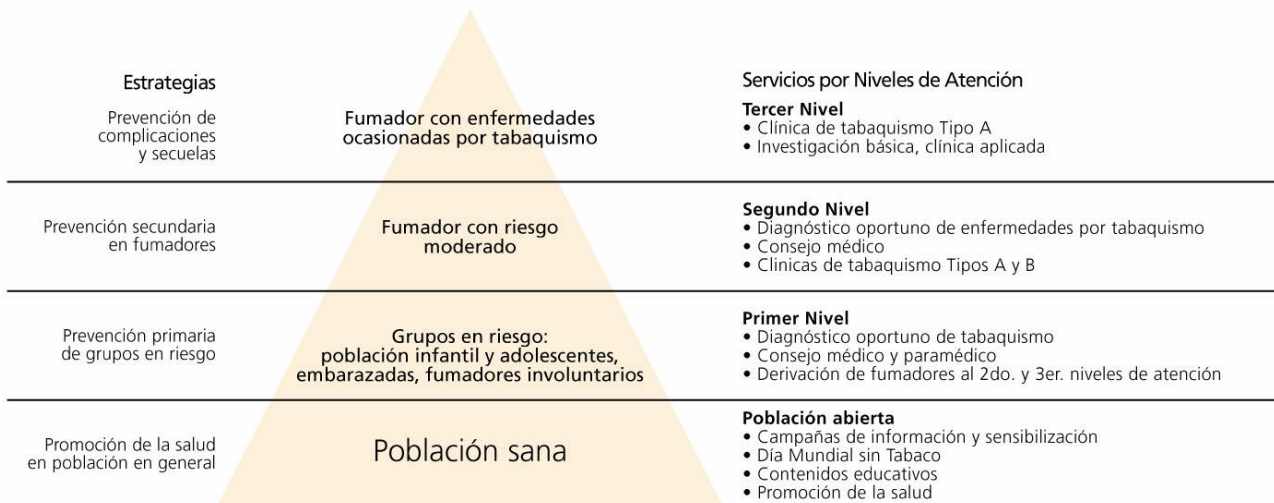 Estrategias
Prevención de
complicaciones
y secuelas
Fumador con enfermedades
ocasionadas por tabaquismo
Servicios por Niveles de Atención
Tercer Nivel
• Clínica de tabaquismo Tipo A
• Investigación básica, clínica aplicada
Prevención secundaria
en fumadores
Fumador con riesgo
moderado
Segundo Nivel
• Diagnóstico oportuno de enfermedades por tabaquismo
• Consejo médico
• Clinicas de tabaquismo Tipos A y B
Prevención primaria
de grupos en riesgo
Grupos en riesgo:
población infantil y adolescentes,
embarazadas, fumadores involuntarios
Primer Nivel
• Diagnóstico oportuno de tabaquismo
• Consejo médico y paramédico
• Derivación de fumadores al 2do. y 3er. niveles de atención
Promoción de la salud
en población en general
Población sana
Población abierta
• Campañas de información y sensibilización
• Día Mundial sin Tabaco
• Contenidos educativos
• Promoción de la salud